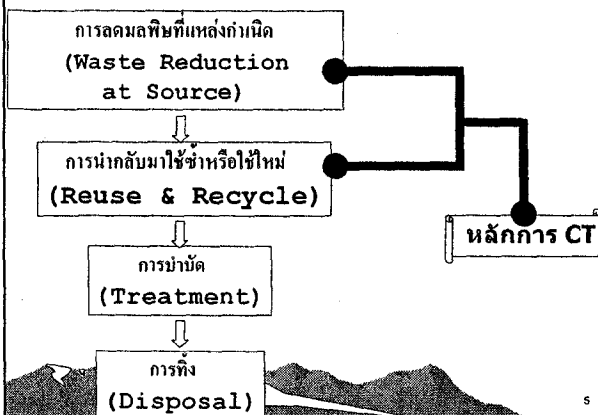 การลดมลพิษที่แหล่งกำเนิด
(Waste Reduction
at Source)
การนำกลับมาใช้ซ้ำหรือใช้ใหม่
(Reuse & Recycle)
หลักการ CT
การบำบัด
(Treatment)
การทิ้ง
(Disposal)
5